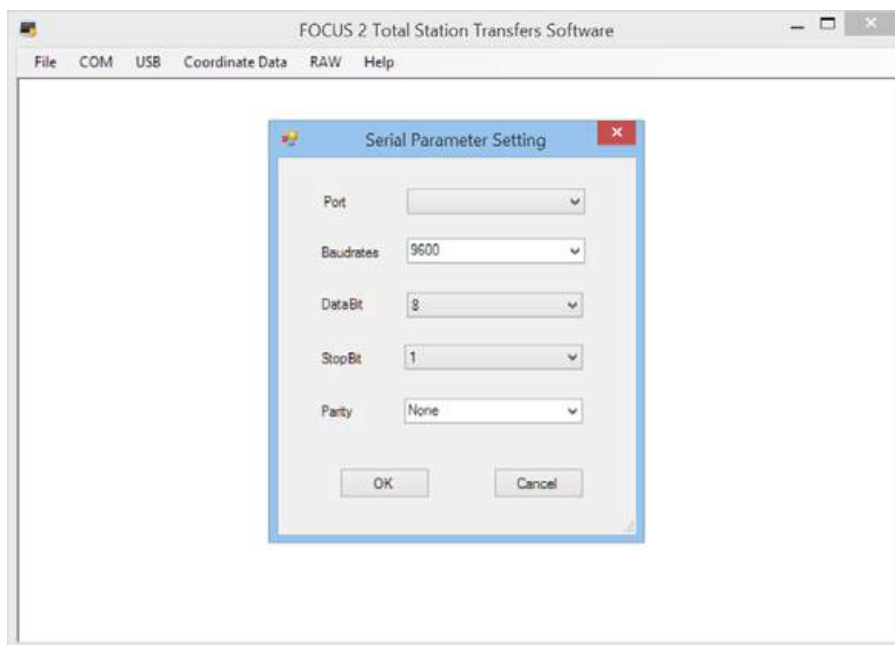 FOCUS 2 Total Station Transfers Software
File COM USB Coordinate Data RAW Help
Serial Parameter Setting
Port
Baudrates 9600
DataBit 8
StopBit 1
Parity None
OK Cancel